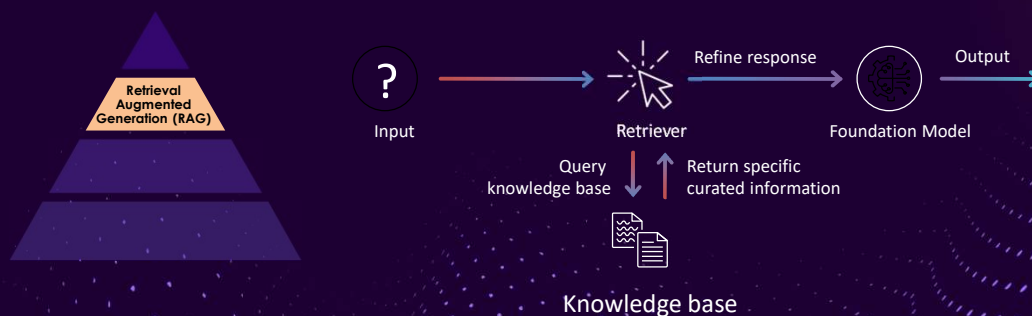 Retrieval
Augmented
Generation (RAG)
?
Input
Retriever
Refine response
Foundation Model
Output
Query
knowledge base
Return specific
curated information
Knowledge base